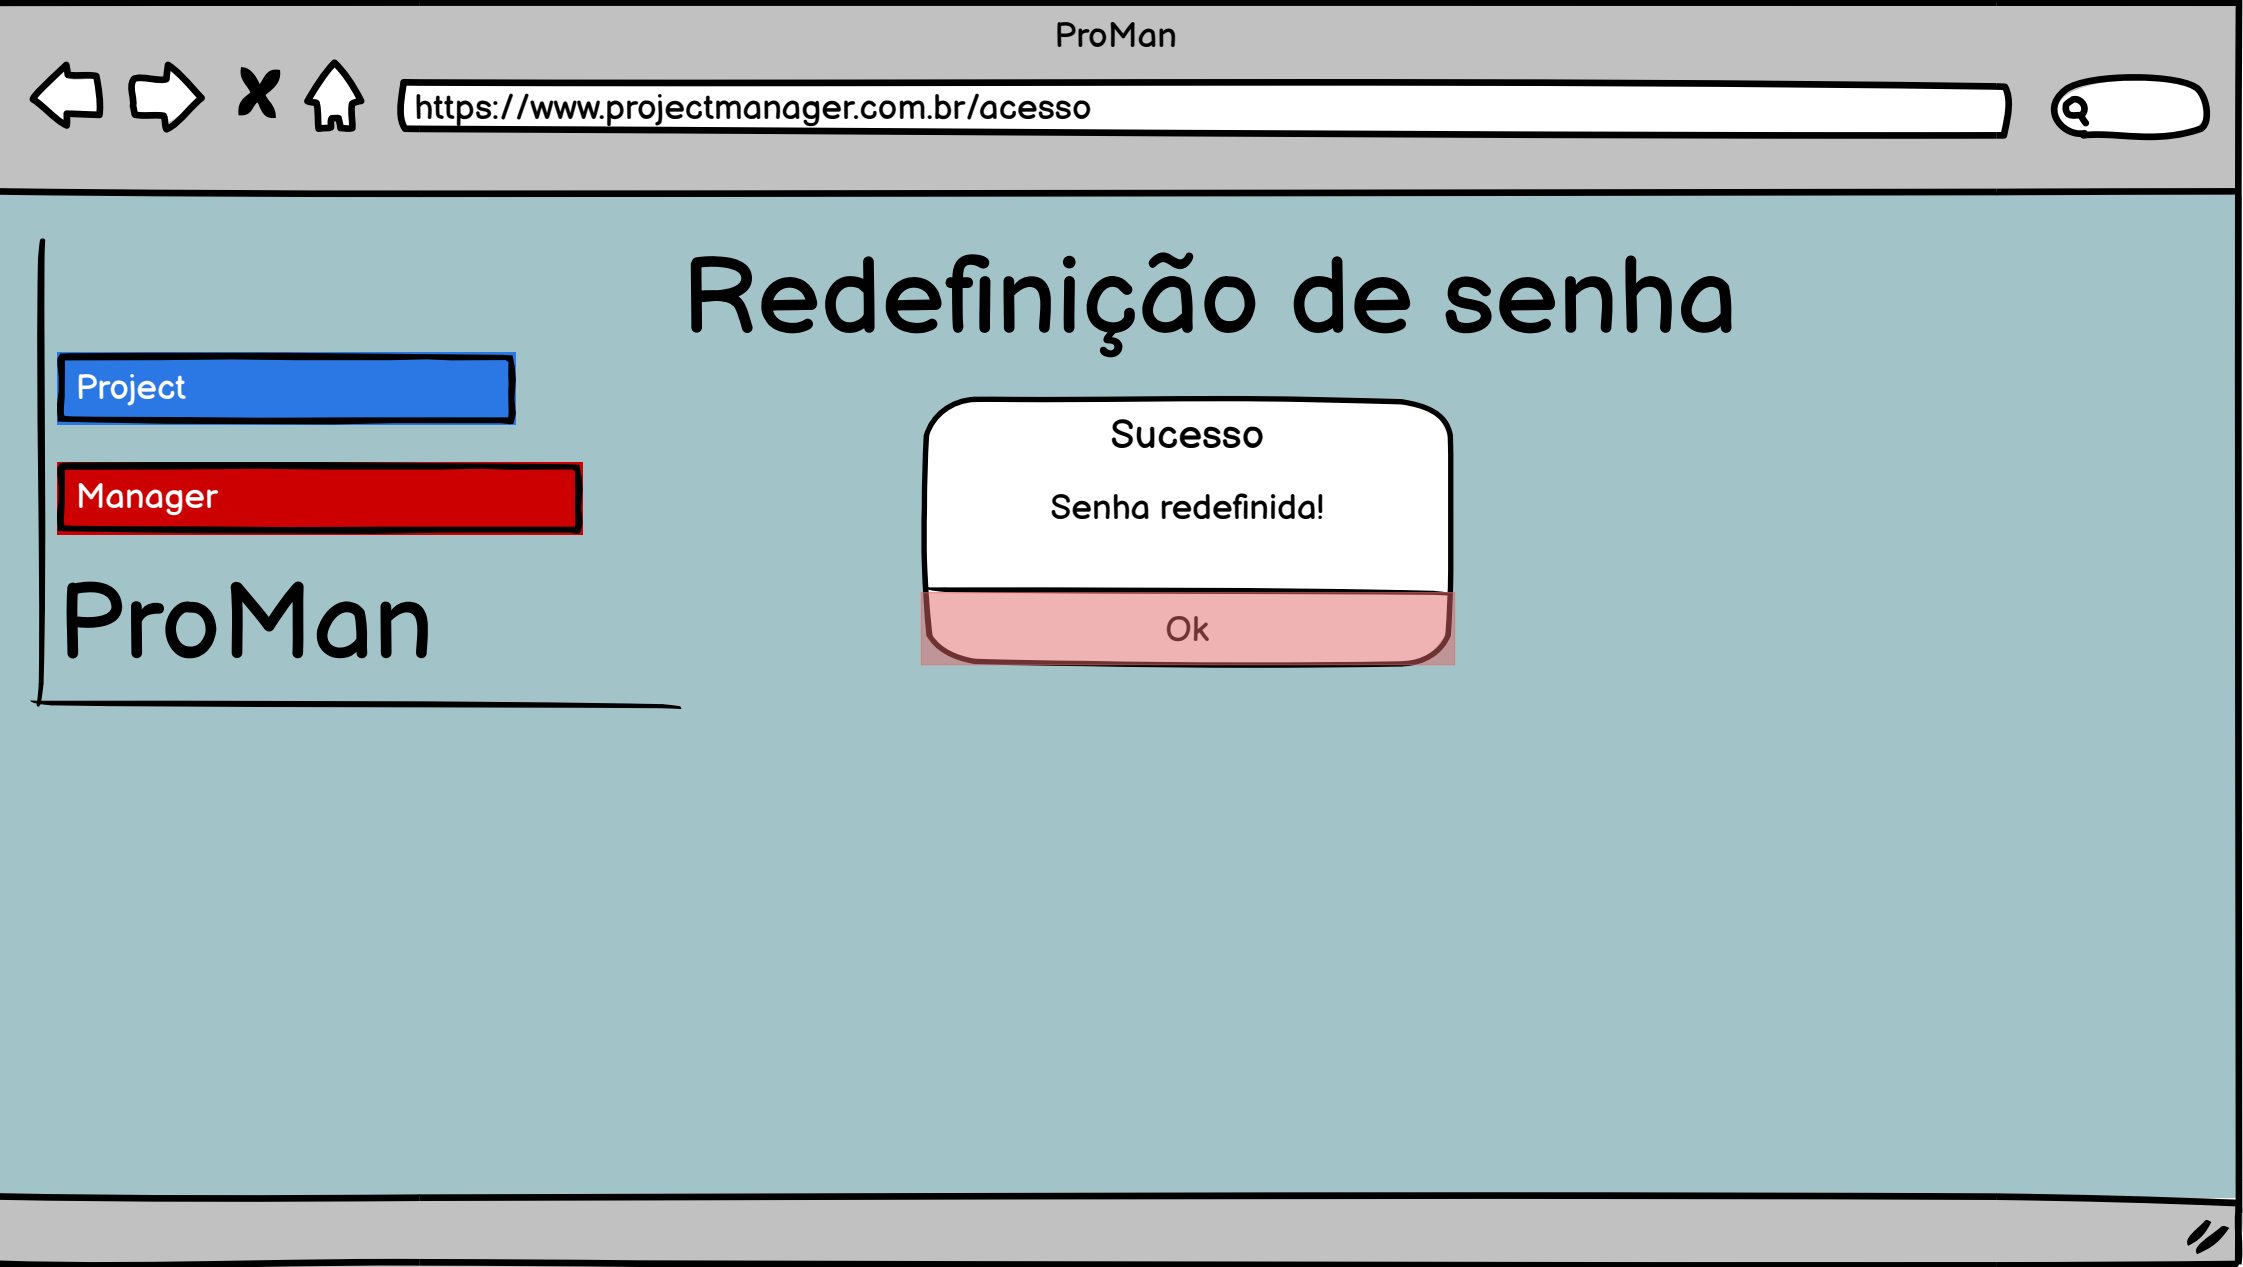 ProMan
https://www.projectmanager.com.br/acesso
Redefinição de senha
Project
Manager
ProMan
Sucesso
Senha redefinida!
Ok